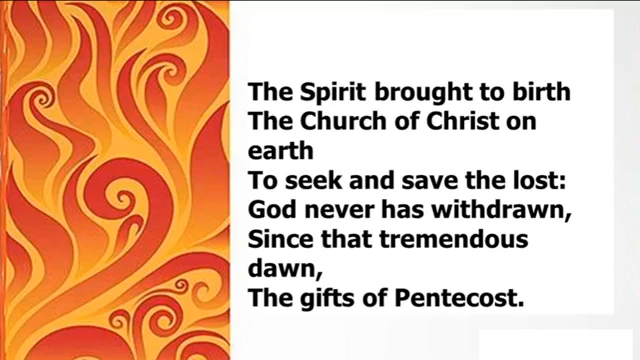 The Spirit brought to birth
The Church of Christ on
earth
To seek and save the lost:
God never has withdrawn,
Since that tremendous
dawn,
The gifts of Pentecost.